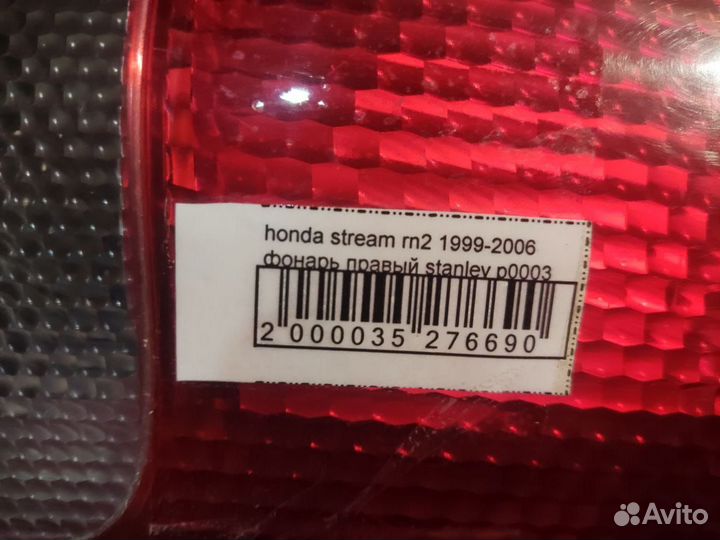 honda stream rn2 1999-2006
фонарь правый stanley p0003
2 000035 276690
Avito